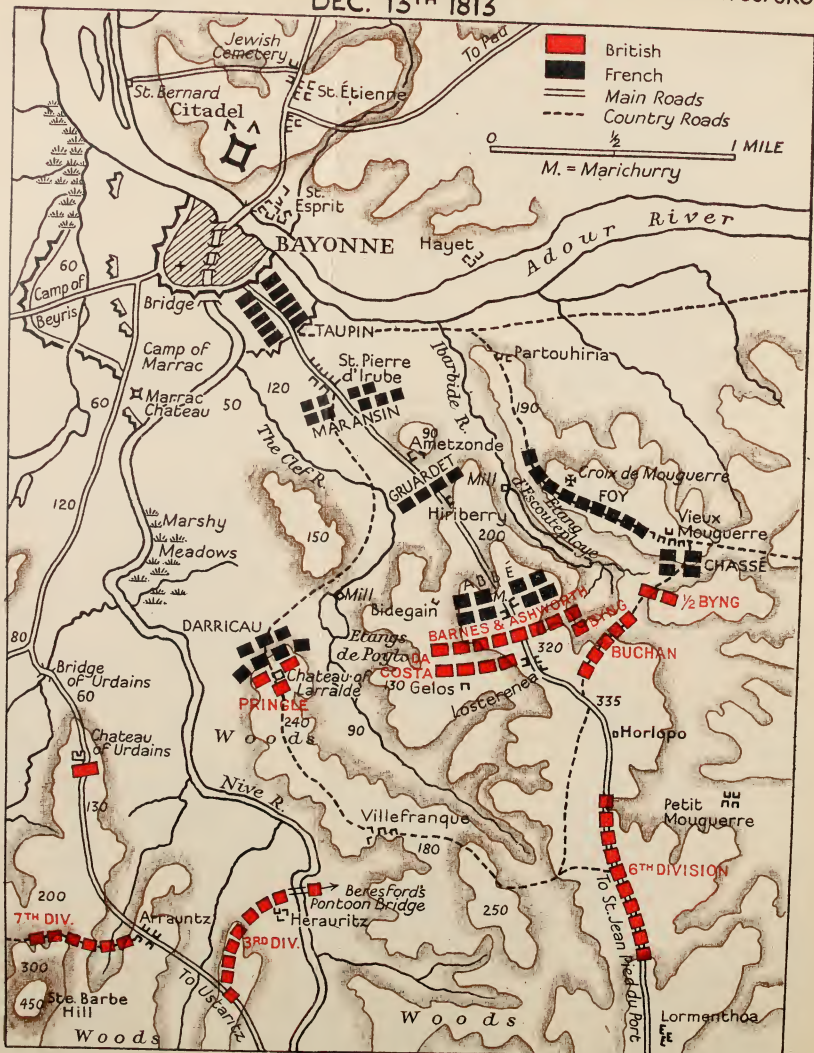 DEC. 13TH 1813
Jewish
Cemetery
To Pau
St. Bernard
St. Étienne
Citadel
British
French
Main Roads
Country Roads
0 ½ 1 MILE
M. = Marichurry
St.
Esprit
BAYONNE
Hayet
Adour River
60
Camp of
Beyris
Bridge
TAUPIN
Camp of
Marrac
Marrac
Chateau
60
50
120
St. Pierre
d'Irube
MARANSIN
Ibarbide R.
Partouhiria
190
The Clef R.
90
Ametzonde
GRUARDET
Mill
Hiriberry
Etang
d'Escouteploye
Croix de Mouguerre
FOY
Vieux
Mouguerre
CHASSÉ
120
Marshy
Meadows
150
200
Mill
Bidegain
ABBÉ
M.
BARNES & ASHWORTH
BYNG
½ BYNG
BUCHAN
DARRICAU
Etangs
de Poyto
DA
COSTA
320
80
Bridge
of Urdains
60
Chateau of
Larralde
PRINGLE
240
130 Gelos
Losterenea
335
Woods
90
Horlopo
Chateau
of Urdains
130
Nive R.
Villefranque
180
Petit
Mouguerre
6TH DIVISION
Beresford's
Pontoon Bridge
200
7TH DIV.
Arrauntz
3RD DIV.
Herauritz
250
To St. Jean Pied du Port
300
450
Ste. Barbe
Hill
To Ustaritz
Woods
Woods
Lormenthoa